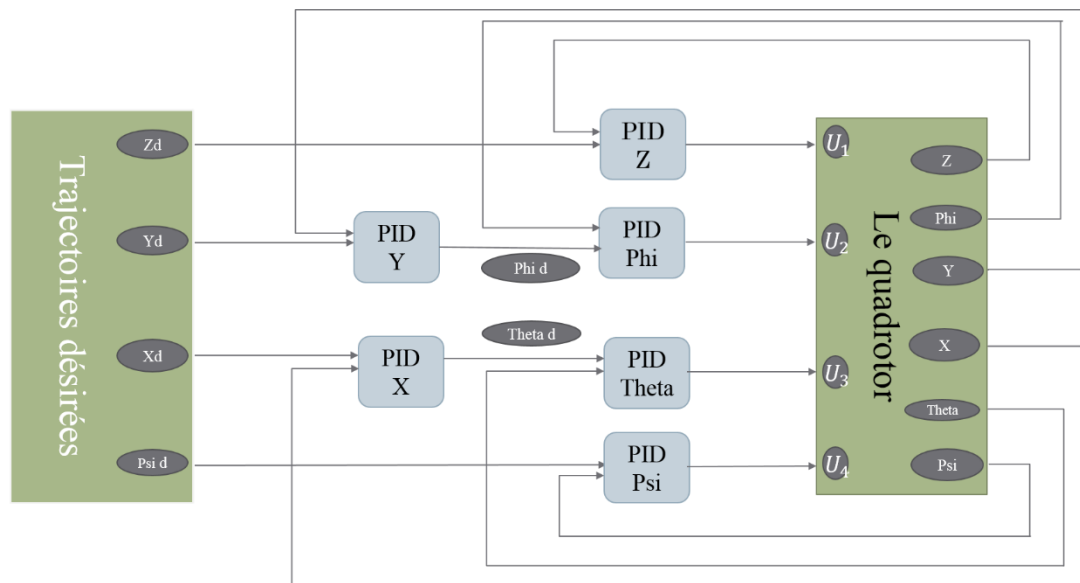 Trajectoires désirées
Zd
Yd
Xd
Psi d
PID
Z
PID
Y
PID
Phi
Phi d
Theta d
PID
X
PID
Theta
PID
Psi
U₁
U₂
U₃
U₄
Le quadrotor
Z
Phi
Y
X
Theta
Psi